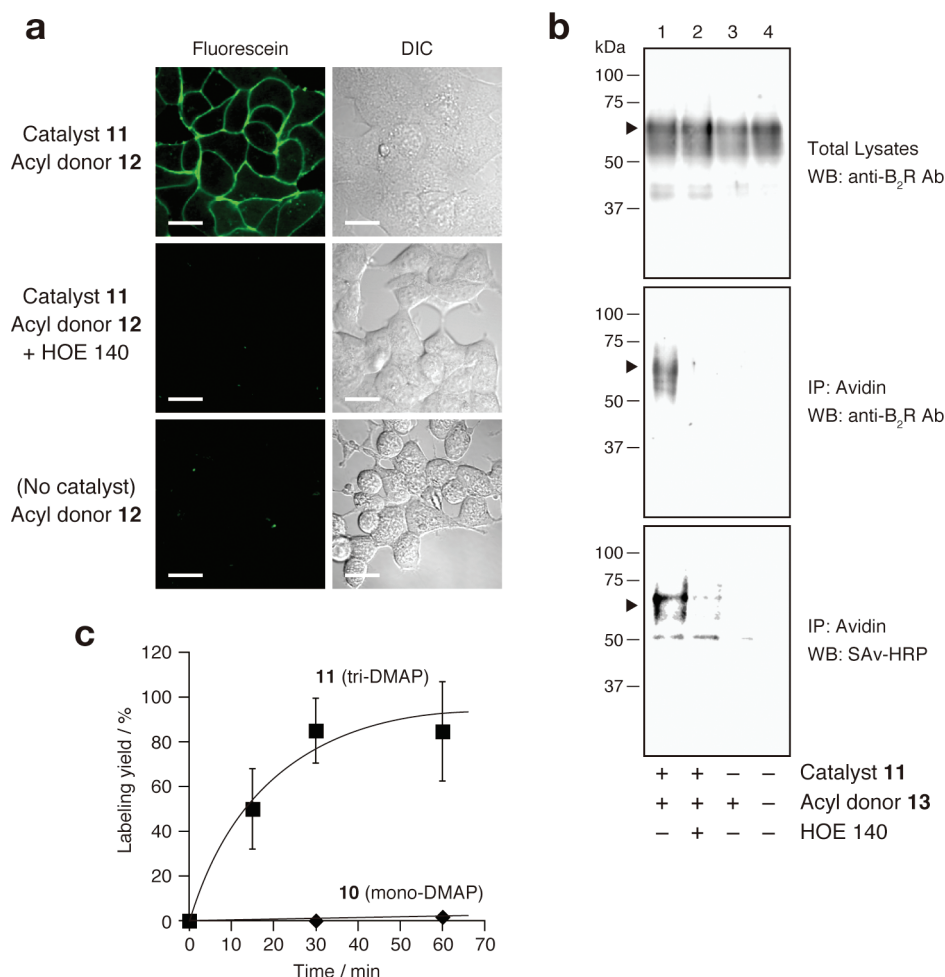 a
Fluorescein DIC
Catalyst 11
Acyl donor 12
Catalyst 11
Acyl donor 12
+ HOE 140
(No catalyst)
Acyl donor 12
b
kDa 1 2 3 4
100
75
50
37
Total Lysates
WB: anti-B₂R Ab
100
75
50
37
IP: Avidin
WB: anti-B₂R Ab
100
75
50
37
IP: Avidin
WB: SAv-HRP
+ + – – Catalyst 11
+ + + – Acyl donor 13
– + HOE 140
c
Labeling yield / %
120
100
80
60
40
20
0
11 (tri-DMAP)
10 (mono-DMAP)
0 10 20 30 40 50 60 70
Time / min